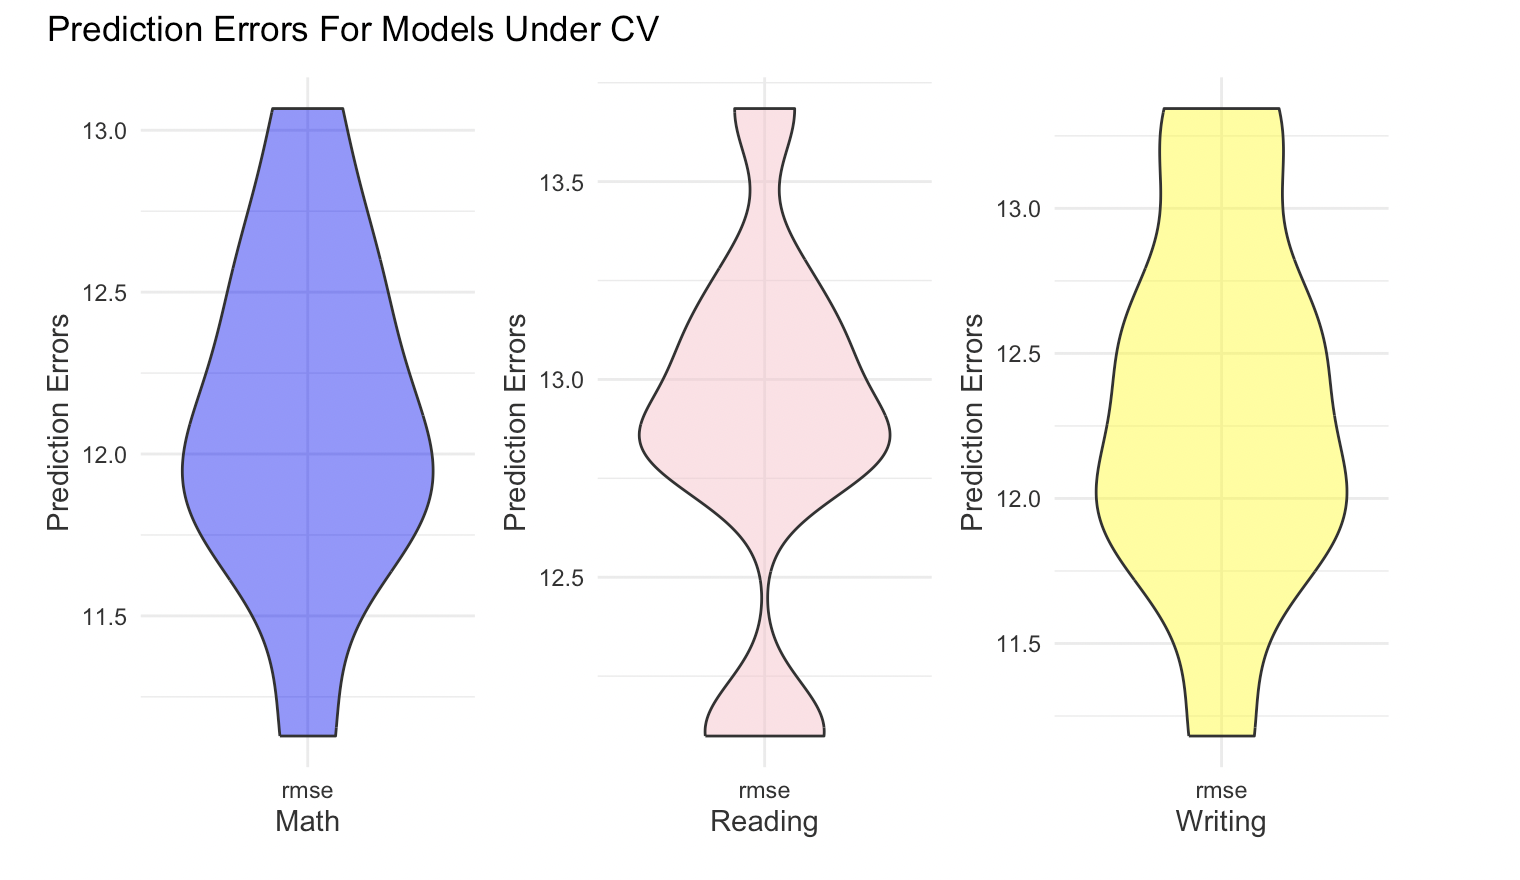 Prediction Errors For Models Under CV
Prediction Errors
13.0
12.5
12.0
11.5
rmse
Math
Prediction Errors
13.5
13.0
12.5
rmse
Reading
Prediction Errors
13.0
12.5
12.0
11.5
rmse
Writing